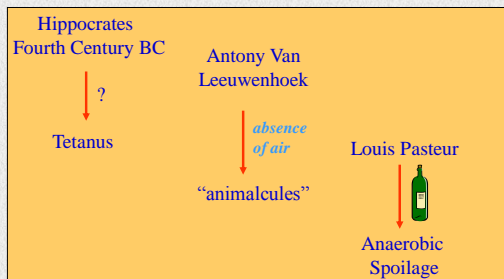 Hippocrates
Fourth Century BC
?
Tetanus
Antony Van
Leeuwenhoek
absence
of air
“animalcules”
Louis Pasteur
Anaerobic
Spoilage